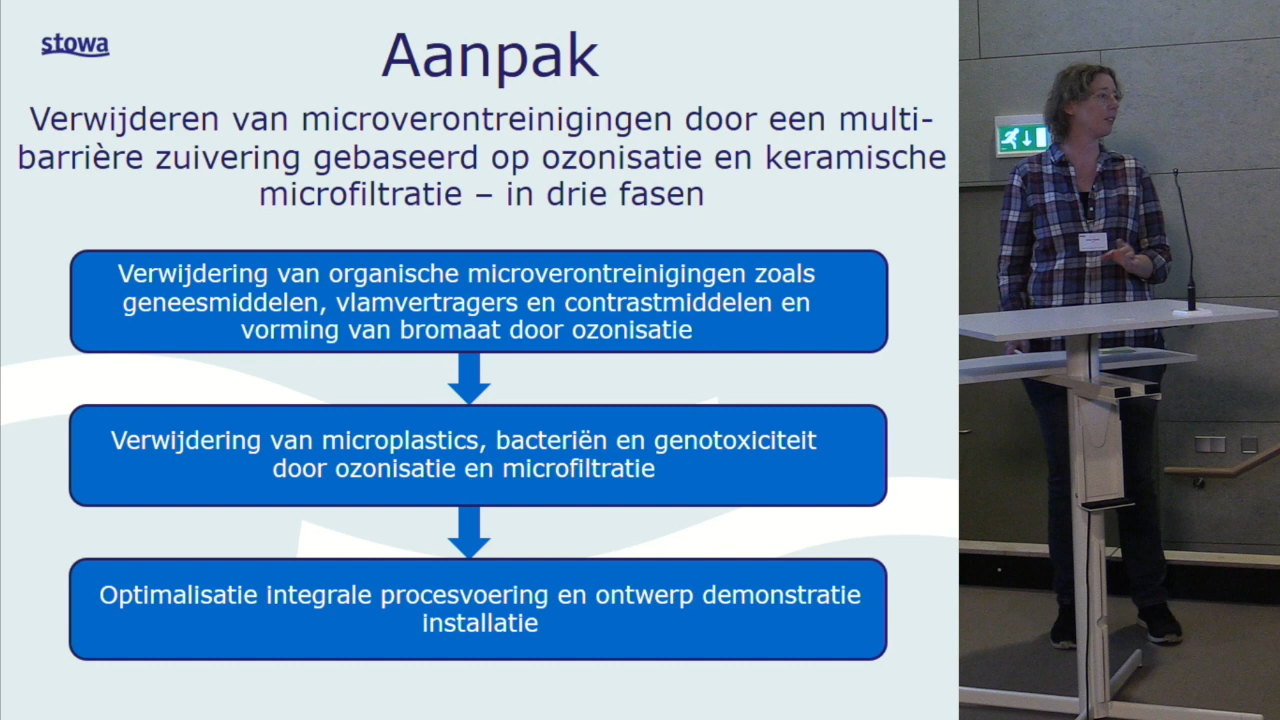 stowa
Aanpak
Verwijderen van microverontreinigingen door een multi-
barrière zuivering gebaseerd op ozonisatie en keramische
microfiltratie – in drie fasen
Verwijdering van organische microverontreinigingen zoals
geneesmiddelen, vlamvertragers en contrastmiddelen en
vorming van bromaat door ozonisatie
Verwijdering van microplastics, bacteriën en genotoxiciteit
door ozonisatie en microfiltratie
Optimalisatie integrale procesvoering en ontwerp demonstratie
installatie